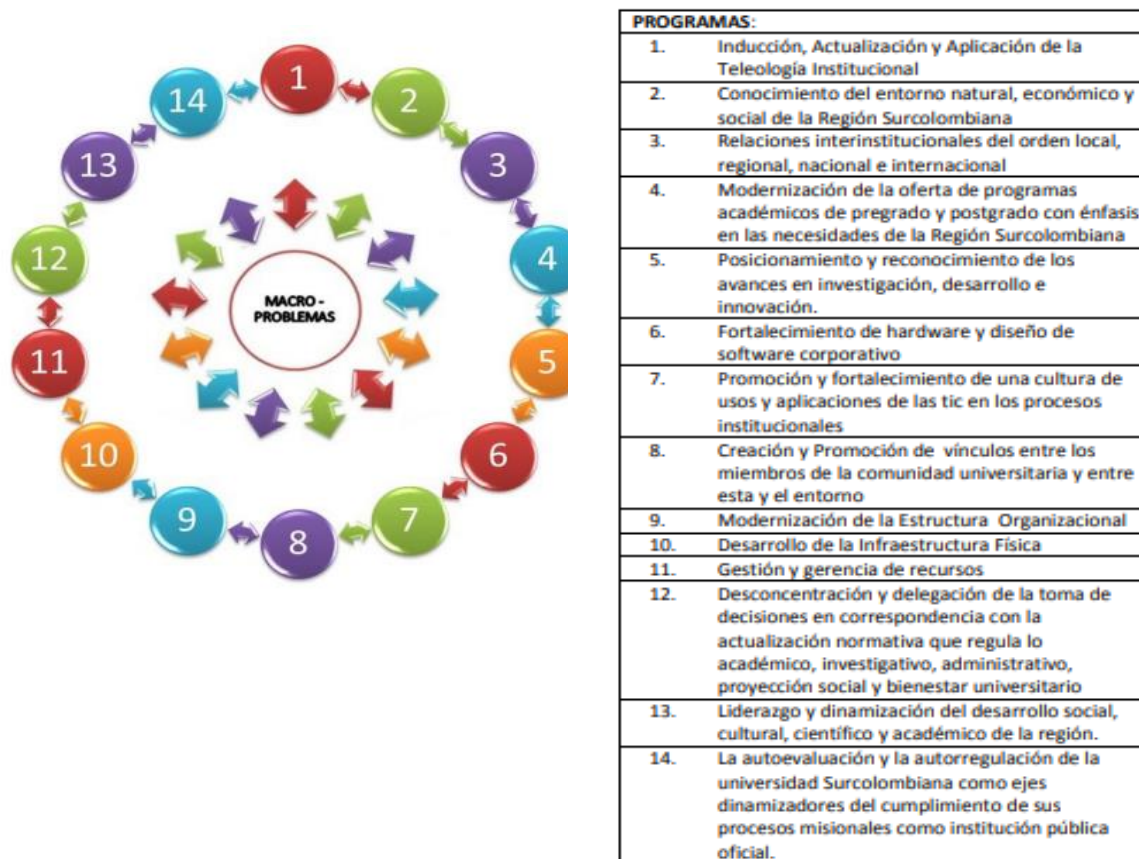 1
2
3
4
5
6
7
8
9
10
11
12
13
14
MACRO -
PROBLEMAS
PROGRAMAS:
1. Inducción, Actualización y Aplicación de la
Teleología Institucional
2. Conocimiento del entorno natural, económico y
social de la Región Surcolombiana
3. Relaciones interinstitucionales del orden local,
regional, nacional e internacional
4. Modernización de la oferta de programas
académicos de pregrado y postgrado con énfasis
en las necesidades de la Región Surcolombiana
5. Posicionamiento y reconocimiento de los
avances en investigación, desarrollo e
innovación.
6. Fortalecimiento de hardware y diseño de
software corporativo
7. Promoción y fortalecimiento de una cultura de
usos y aplicaciones de las tic en los procesos
institucionales
8. Creación y Promoción de vínculos entre los
miembros de la comunidad universitaria y entre
esta y el entorno
9. Modernización de la Estructura Organizacional
10. Desarrollo de la Infraestructura Física
11. Gestión y gerencia de recursos
12. Desconcentración y delegación de la toma de
decisiones en correspondencia con la
actualización normativa que regula lo
académico, investigativo, administrativo,
proyección social y bienestar universitario
13. Liderazgo y dinamización del desarrollo social,
cultural, científico y académico de la región.
14. La autoevaluación y la autorregulación de la
universidad Surcolombiana como ejes
dinamizadores del cumplimiento de sus
procesos misionales como institución pública
oficial.